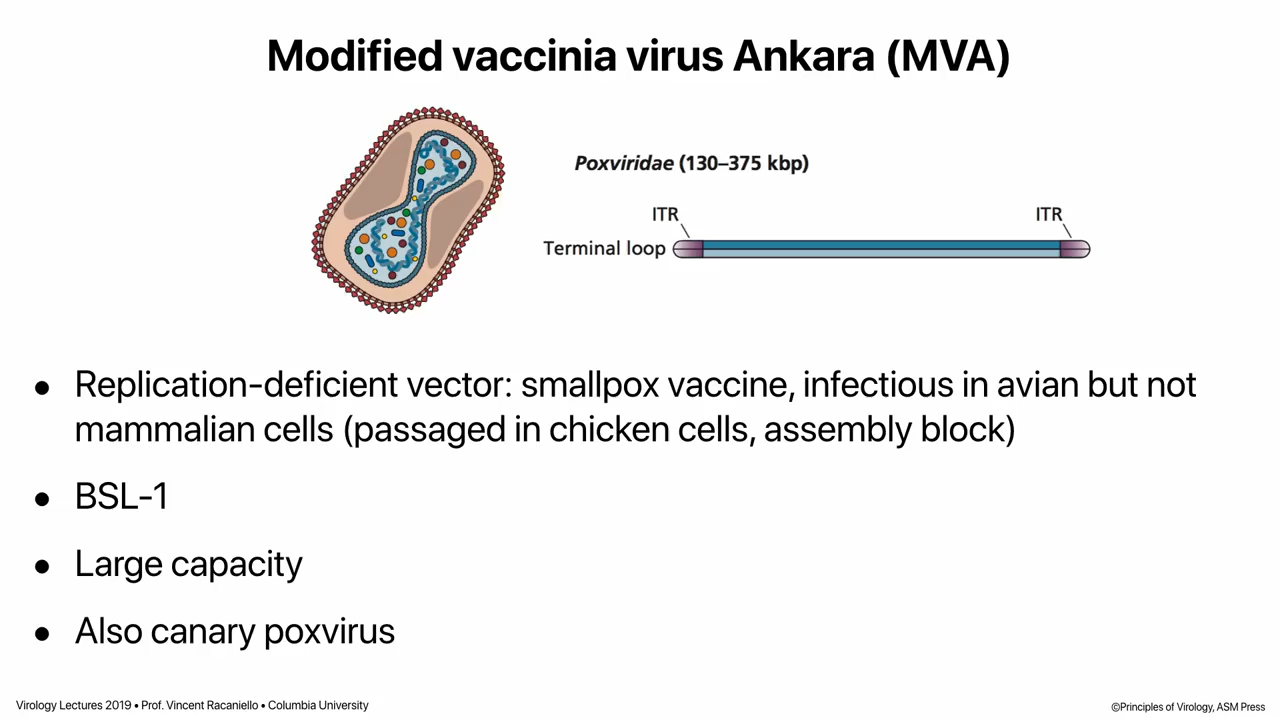 Modified vaccinia virus Ankara (MVA)
Poxviridae (130–375 kbp)
ITR
ITR
Terminal loop
● Replication-deficient vector: smallpox vaccine, infectious in avian but not
mammalian cells (passaged in chicken cells, assembly block)
● BSL-1
● Large capacity
● Also canary poxvirus
Virology Lectures 2019 • Prof. Vincent Racaniello • Columbia University
©Principles of Virology, ASM Press